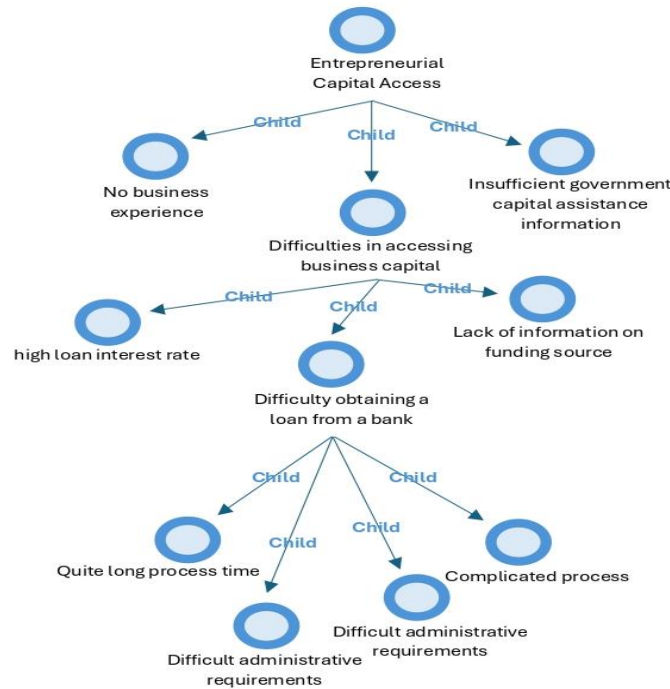 Entrepreneurial
Capital Access
Child
Child
Child
No business
experience
Insufficient government
capital assistance
information
Difficulties in accessing
business capital
Child
Child
Child
high loan interest rate
Lack of information on
funding source
Difficulty obtaining a
loan from a bank
Child
Child
Child
Child
Quite long process time
Complicated process
Difficult administrative
requirements
Difficult administrative
requirements